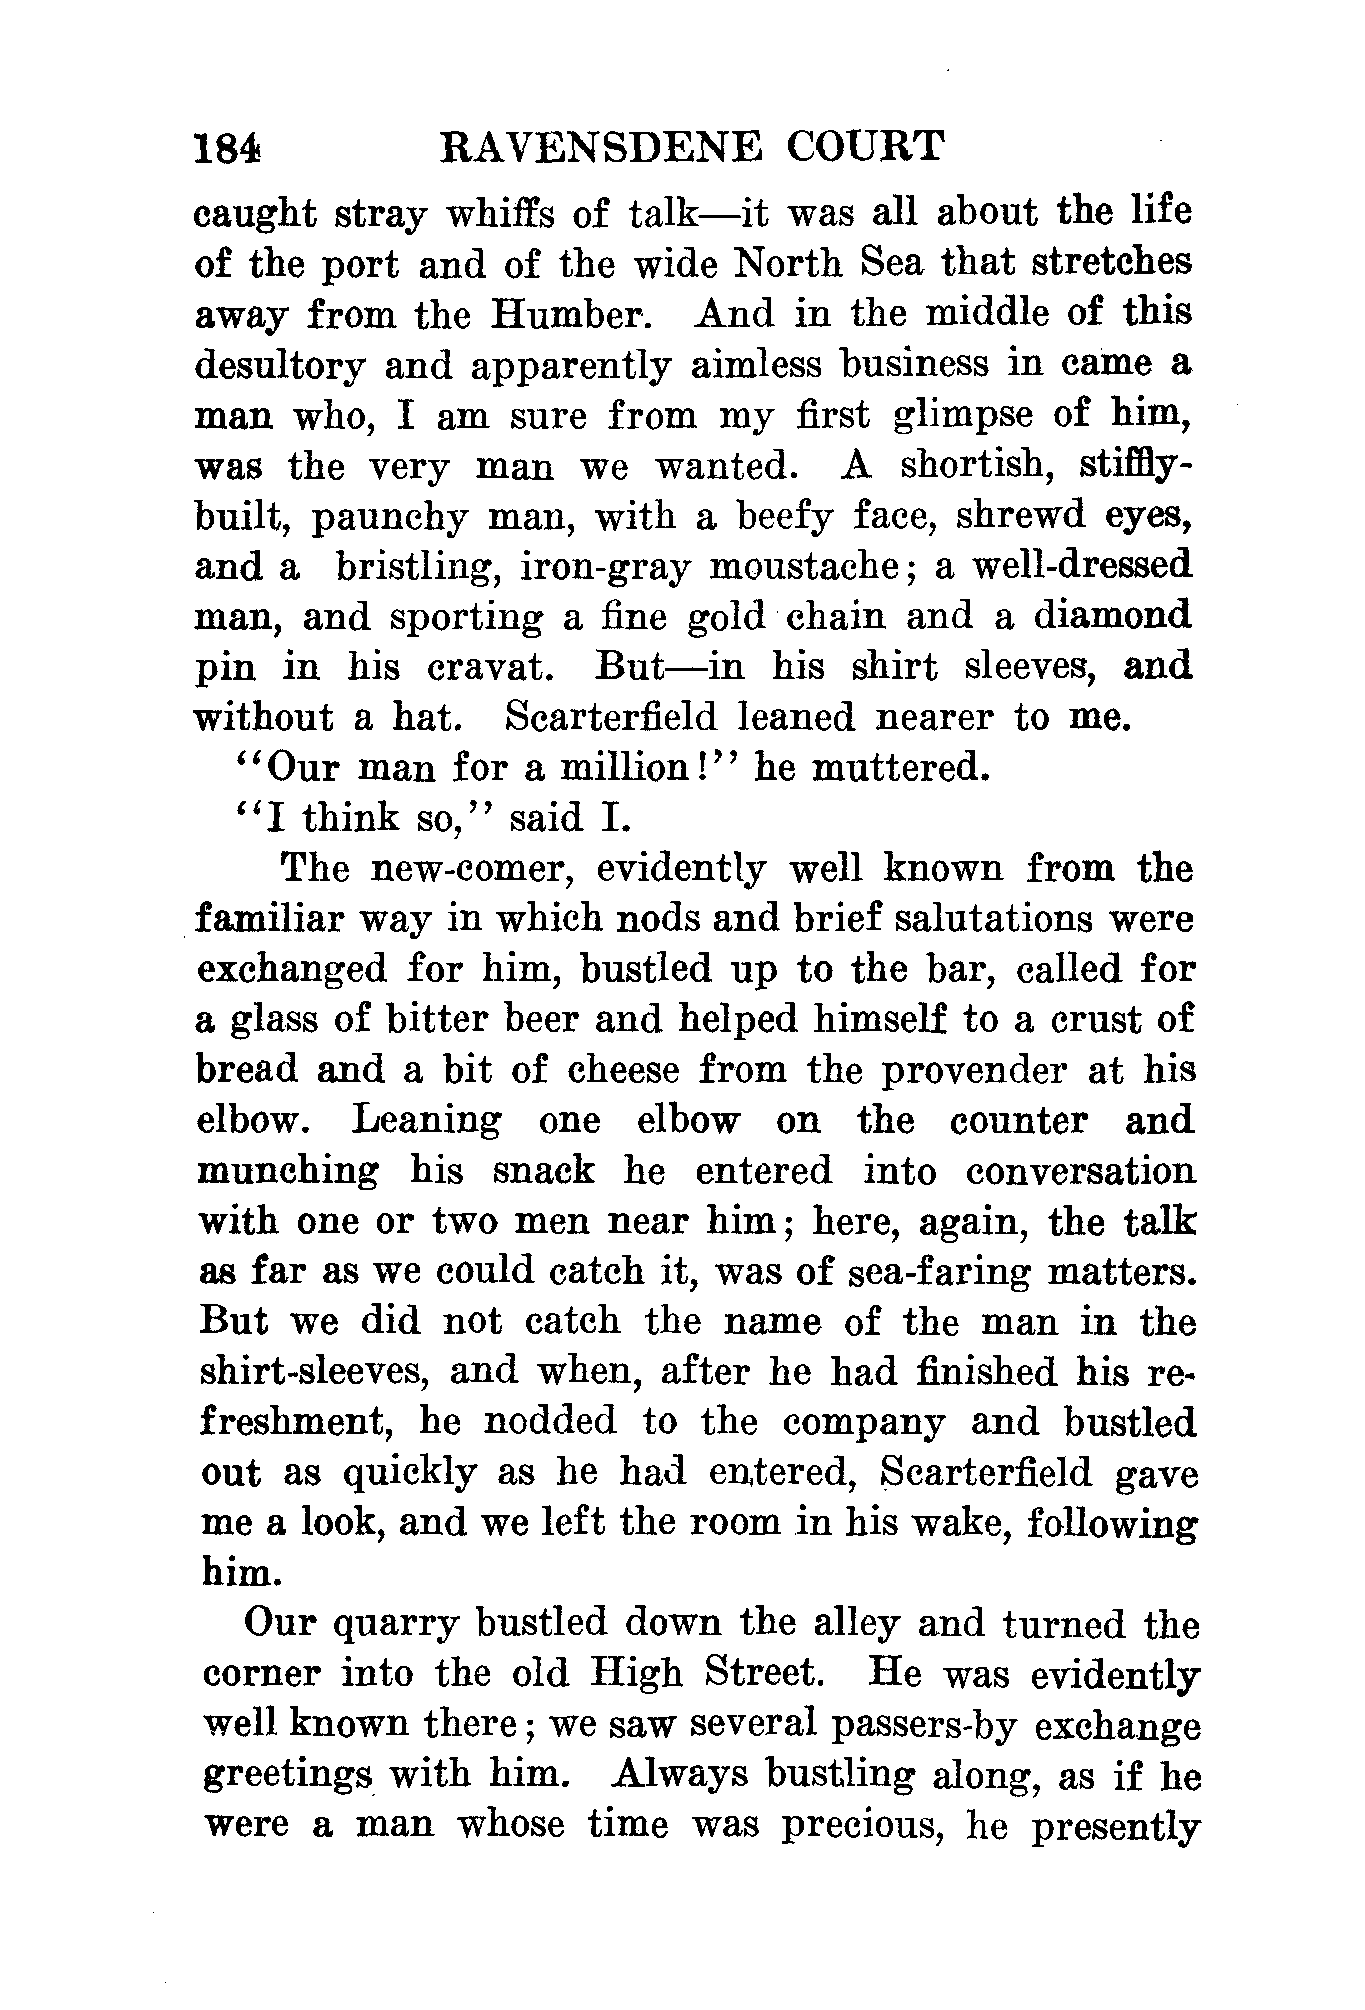 184 RAVENSDENE COURT
caught stray whiffs of talk—it was all about the life
of the port and of the wide North Sea that stretches
away from the Humber. And in the middle of this
desultory and apparently aimless business in came a
man who, I am sure from my first glimpse of him,
was the very man we wanted. A shortish, stiffly-
built, paunchy man, with a beefy face, shrewd eyes,
and a bristling, iron-gray moustache; a well-dressed
man, and sporting a fine gold chain and a diamond
pin in his cravat. But—in his shirt sleeves, and
without a hat. Scarterfield leaned nearer to me.
"Our man for a million!" he muttered.
"I think so," said I.
The new-comer, evidently well known from the
familiar way in which nods and brief salutations were
exchanged for him, bustled up to the bar, called for
a glass of bitter beer and helped himself to a crust of
bread and a bit of cheese from the provender at his
elbow. Leaning one elbow on the counter and
munching his snack he entered into conversation
with one or two men near him; here, again, the talk
as far as we could catch it, was of sea-faring matters.
But we did not catch the name of the man in the
shirt-sleeves, and when, after he had finished his re-
freshment, he nodded to the company and bustled
out as quickly as he had entered, Scarterfield gave
me a look, and we left the room in his wake, following
him.
Our quarry bustled down the alley and turned the
corner into the old High Street. He was evidently
well known there; we saw several passers-by exchange
greetings with him. Always bustling along, as if he
were a man whose time was precious, he presently